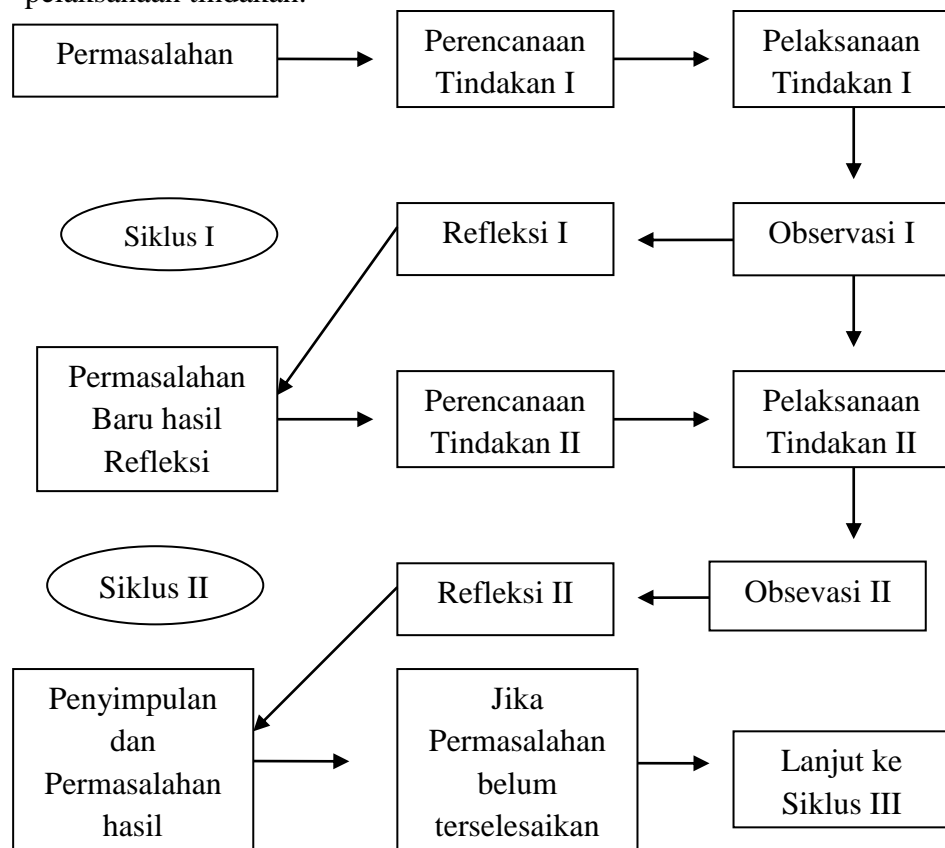 pelaksanaan tindakan.
Permasalahan
Perencanaan
Tindakan I
Pelaksanaan
Tindakan I
Siklus I
Refleksi I
Observasi I
Permasalahan
Baru hasil
Refleksi
Perencanaan
Tindakan II
Pelaksanaan
Tindakan II
Siklus II
Refleksi II
Obsevasi II
Penyimpulan
dan
Permasalahan
hasil
Jika
Permasalahan
belum
terselesaikan
Lanjut ke
Siklus III